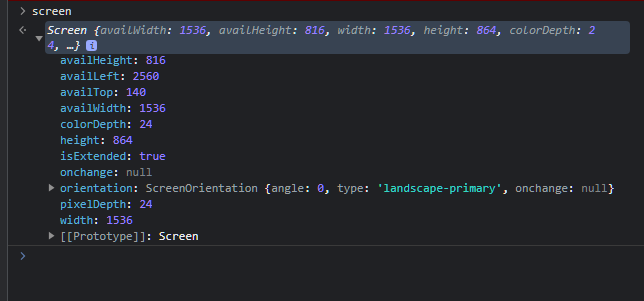 screen
Screen {availWidth: 1536, availHeight: 816, width: 1536, height: 864, colorDepth: 2
4, …} i
availHeight: 816
availLeft: 2560
availTop: 140
availWidth: 1536
colorDepth: 24
height: 864
isExtended: true
onchange: null
orientation: ScreenOrientation {angle: 0, type: 'landscape-primary', onchange: null}
pixelDepth: 24
width: 1536
[[Prototype]]: Screen